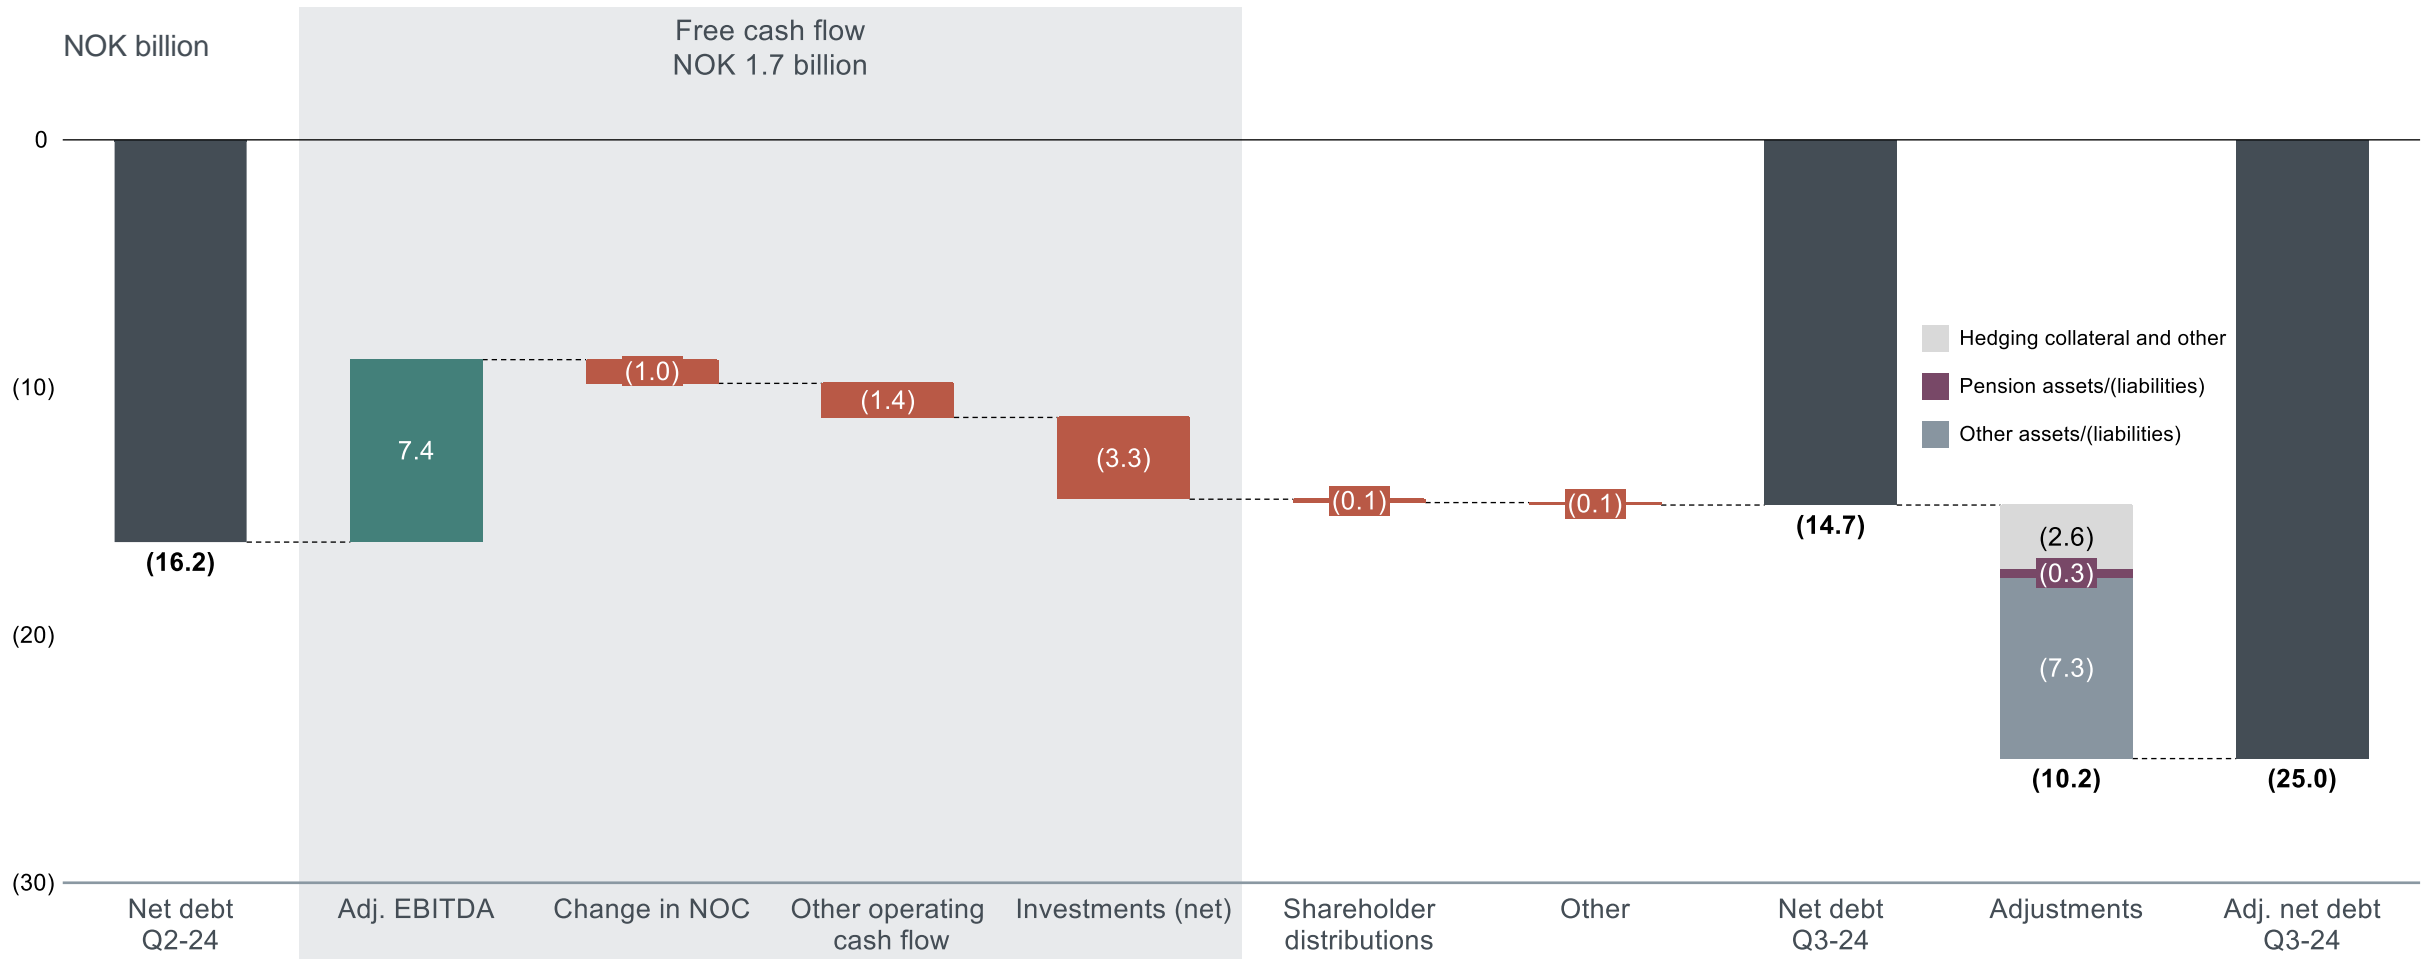 NOK billion
Free cash flow
NOK 1.7 billion
0
(10)
(20)
(30)
(16.2)
7.4
(1.0)
(1.4)
(3.3)
(0.1)
(0.1)
(14.7)
Hedging collateral and other
Pension assets/(liabilities)
Other assets/(liabilities)
(2.6)
(0.3)
(7.3)
(10.2)
(25.0)
Net debt
Q2-24
Adj. EBITDA
Change in NOC
Other operating
cash flow
Investments (net)
Shareholder
distributions
Other
Net debt
Q3-24
Adjustments
Adj. net debt
Q3-24